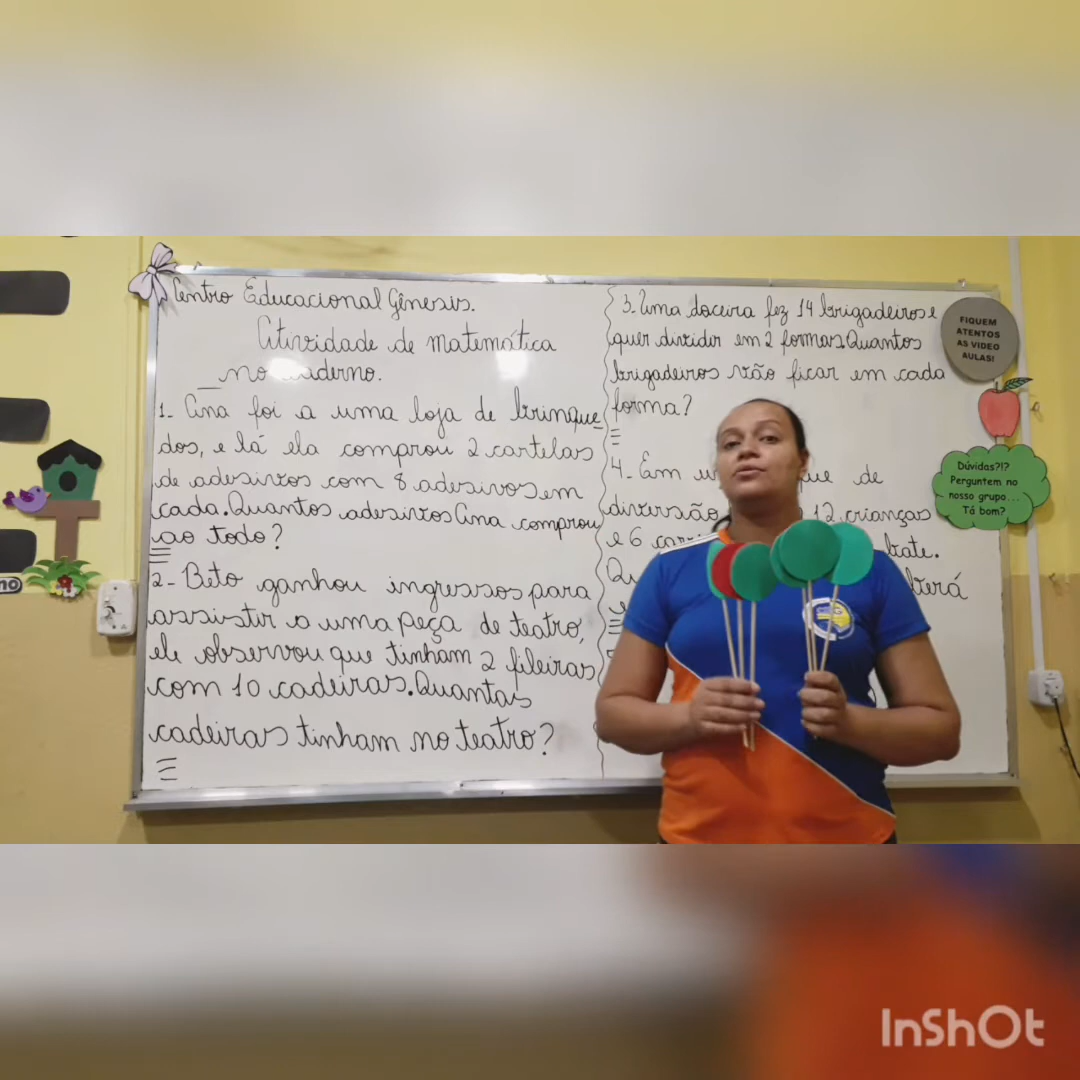 Centro Educacional Gênesis.
Atividade de Matemática
no caderno.
1- Ana foi a uma loja de brinque
dos, e lá ela comprou 2 cartelas
de adesivos com 8 adesivos em
cada. Quantos adesivos Ana comprou
ao todo?
2- Beto ganhou ingressos para
assistir a uma peça de teatro,
ele observou que tinham 2 fileiras
com 10 cadeiras. Quantas
cadeiras tinham no teatro?
3- Uma doceira fez 14 brigadeiros e
quer dividir em 2 formas. Quantos
brigadeiros vão ficar em cada
forma?
4- Em de
diversão 12 crianças
e 6
FIQUEM
ATENTOS
AS VIDEO
AULAS!
Dúvidas?!?
Perguntem no
nosso grupo...
Tá bom?
InShOt